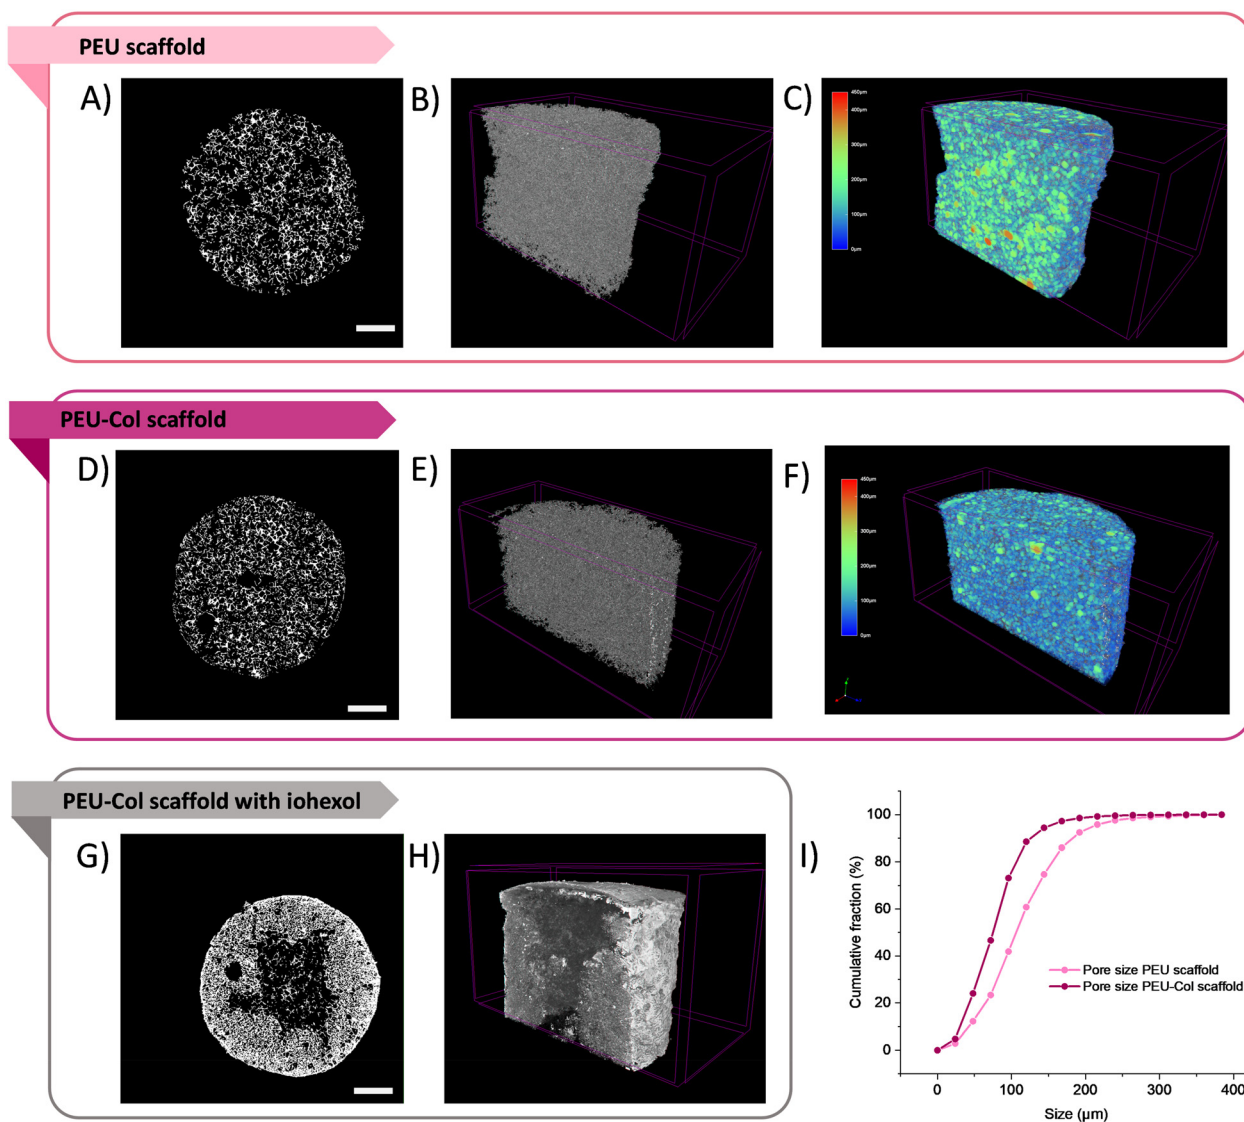 PEU scaffold
A)
B)
C)
450µm
400µm
300µm
200µm
100µm
0µm
PEU-Col scaffold
D)
E)
F)
450µm
400µm
300µm
200µm
100µm
0µm
PEU-Col scaffold with iohexol
G)
H)
I)
100
80
60
40
20
0
Cumulative fraction (%)
Pore size PEU scaffold
Pore size PEU-Col scaffold
0
100
200
300
400
Size (µm)